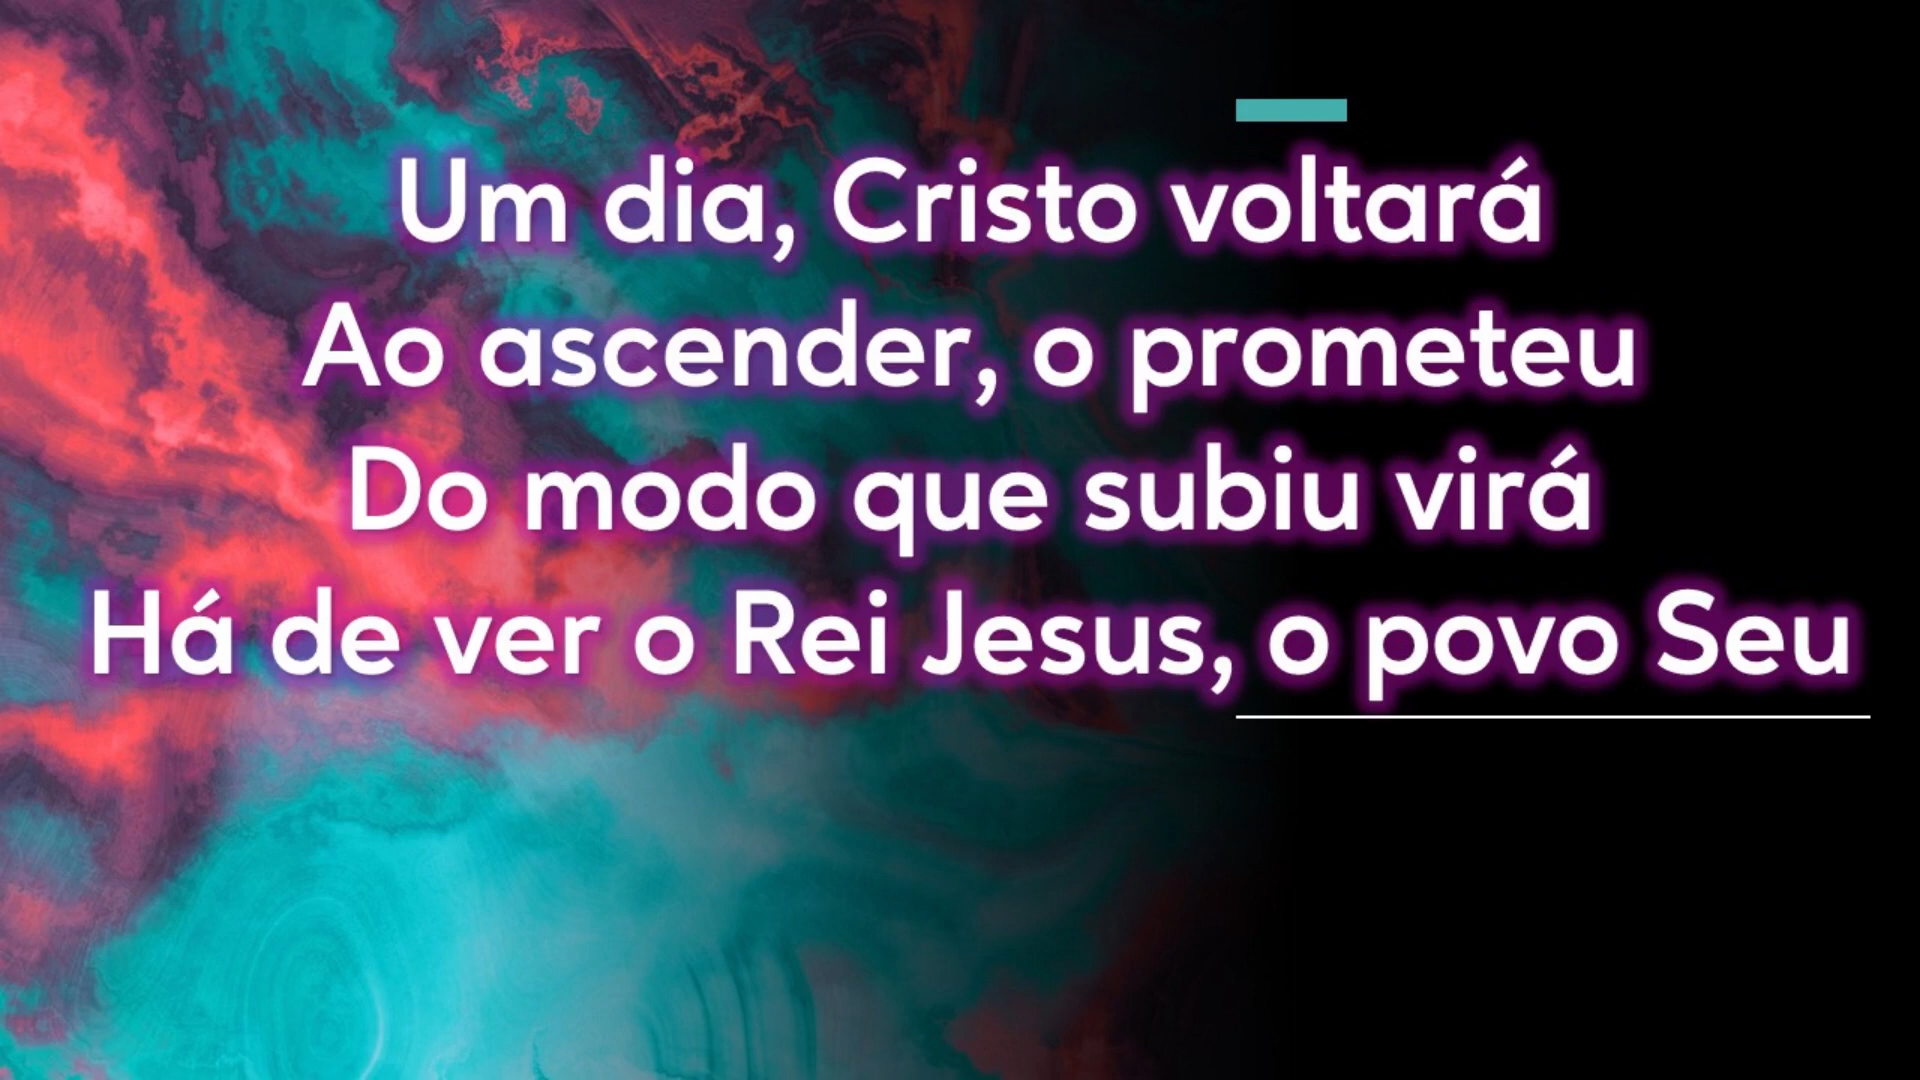 Um dia, Cristo voltará
Ao ascender, o prometeu
Do modo que subiu virá
Há de ver o Rei Jesus, o povo Seu